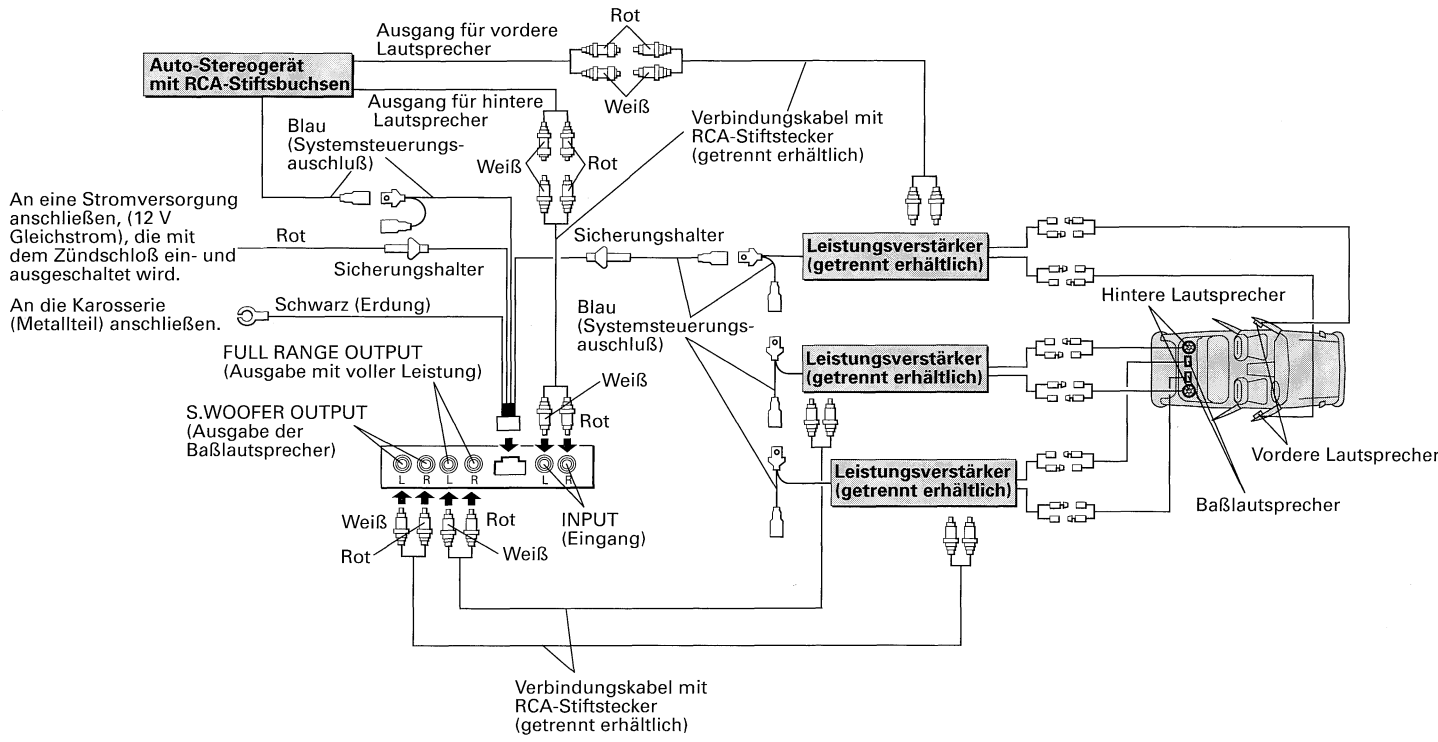 Rot
Ausgang für vordere
Lautsprecher
Auto-Stereogerät
mit RCA-Stiftsbuchsen
Weiß
Ausgang für hintere
Lautsprecher
Verbindungskabel mit
RCA-Stiftstecker
(getrennt erhältlich)
Blau
(Systemsteuerungs-
auschluß)
Weiß
Rot
An eine Stromversorgung
anschließen, (12 V
Gleichstrom), die mit
dem Zündschloß ein- und
ausgeschaltet wird.
Rot
Sicherungshalter
Sicherungshalter
Leistungsverstärker
(getrennt erhältlich)
An die Karosserie
(Metallteil) anschließen.
Schwarz (Erdung)
Blau
(Systemsteuerungs-
auschluß)
Hintere Lautsprecher
FULL RANGE OUTPUT
(Ausgabe mit voller Leistung)
Leistungsverstärker
(getrennt erhältlich)
Weiß
Rot
S.WOOFER OUTPUT
(Ausgabe der
Baßlautsprecher)
Vordere Lautsprecher
Leistungsverstärker
(getrennt erhältlich)
L R L R L R
Baßlautsprecher
Weiß
Rot
Rot
Weiß
INPUT
(Eingang)
Verbindungskabel mit
RCA-Stiftstecker
(getrennt erhältlich)